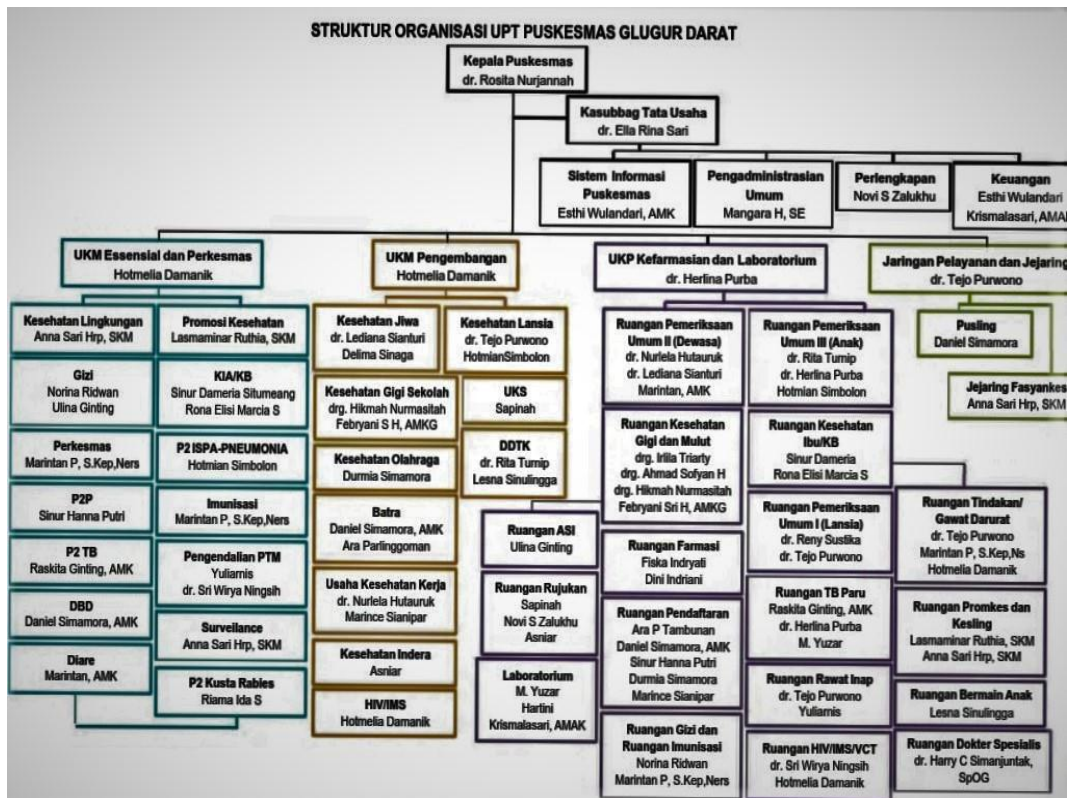 STRUKTUR ORGANISASI UPT PUSKESMAS GLUGUR DARAT
Kepala Puskesmas
dr. Rosita Nurjannah
Kasubbag Tata Usaha
dr. Ella Rina Sari
Sistem Informasi
Puskesmas
Esthi Wulandari, AMK
Pengadministrasian
Umum
Mangara H, SE
Perlengkapan
Novi S Zalukhu
Keuangan
Esthi Wulandari
Krismalasari, AMAK
UKM Essensial dan Perkesmas
Hotmelia Damanik
UKM Pengembangan
Hotmelia Damanik
UKP Kefarmasian dan Laboratorium
dr. Herlina Purba
Jaringan Pelayanan dan Jejaring
dr. Tejo Purwono
Kesehatan Lingkungan
Anna Sari Hrp, SKM
Gizi
Norina Ridwan
Ulina Ginting
Perkesmas
Marintan P, S.Kep,Ners
P2P
Sinur Hanna Putri
P2 TB
Raskita Ginting, AMK
DBD
Daniel Simamora, AMK
Diare
Marintan, AMK
Promosi Kesehatan
Lasmaminar Ruthia, SKM
KIA/KB
Sinur Dameria Situmeang
Rona Elisi Marcia S
P2 ISPA-PNEUMONIA
Hotmian Simbolon
Imunisasi
Marintan P, S.Kep,Ners
Pengendalian PTM
Yuliarnis
dr. Sri Wirya Ningsih
Surveilance
Anna Sari Hrp, SKM
P2 Kusta Rabies
Riama Ida S
Kesehatan Jiwa
dr. Lediana Sianturi
Delima Sinaga
Kesehatan Gigi Sekolah
drg. Hikmah Nurmasitah
Febryani S H, AMKG
Kesehatan Olahraga
Durmia Simamora
Batra
Daniel Simamora, AMK
Ara Parlinggoman
Usaha Kesehatan Kerja
dr. Nurlela Hutauruk
Marince Sianipar
Kesehatan Indera
Asniar
HIV/IMS
Hotmelia Damanik
Kesehatan Lansia
dr. Tejo Purwono
HotmianSimbolon
UKS
Sapinah
DDTK
dr. Rita Turnip
Lesna Sinulingga
Ruangan ASI
Ulina Ginting
Ruangan Rujukan
Sapinah
Novi S Zalukhu
Asniar
Laboratorium
M. Yuzar
Hartini
Krismalasari, AMAK
Ruangan Pemeriksaan
Umum II (Dewasa)
dr. Nurlela Hutauruk
dr. Lediana Sianturi
Marintan, AMK
Ruangan Kesehatan
Gigi dan Mulut
drg. Irlila Triarty
drg. Ahmad Sofyan H
drg. Hikmah Nurmasitah
Febryani Sri H, AMKG
Ruangan Farmasi
Fiska Indryati
Dini Indriani
Ruangan Pendaftaran
Ara P Tambunan
Daniel Simamora, AMK
Sinur Hanna Putri
Durmia Simamora
Marince Sianipar
Ruangan Gizi dan
Ruangan Imunisasi
Norina Ridwan
Marintan P, S.Kep,Ners
Ruangan Pemeriksaan
Umum III (Anak)
dr. Rita Turnip
dr. Herlina Purba
Hotmian Simbolon
Ruangan Kesehatan
Ibu/KB
Sinur Dameria
Rona Elisi Marcia S
Ruangan Pemeriksaan
Umum I (Lansia)
dr. Reny Sustika
dr. Tejo Purwono
Ruangan TB Paru
Raskita Ginting, AMK
dr. Herlina Purba
M. Yuzar
Ruangan Rawat Inap
dr. Tejo Purwono
Yuliarnis
Ruangan HIV/IMS/VCT
dr. Sri Wirya Ningsih
Hotmelia Damanik
Pusling
Daniel Simamora
Jejaring Fasyankes
Anna Sari Hrp, SKM
Ruangan Tindakan/
Gawat Darurat
dr. Tejo Purwono
Marintan P, S.Kep,Ns
Hotmelia Damanik
Ruangan Promkes dan
Kesling
Lasmaminar Ruthia, SKM
Anna Sari Hrp, SKM
Ruangan Bermain Anak
Lesna Sinulingga
Ruangan Dokter Spesialis
dr. Harry C Simanjuntak,
SpOG